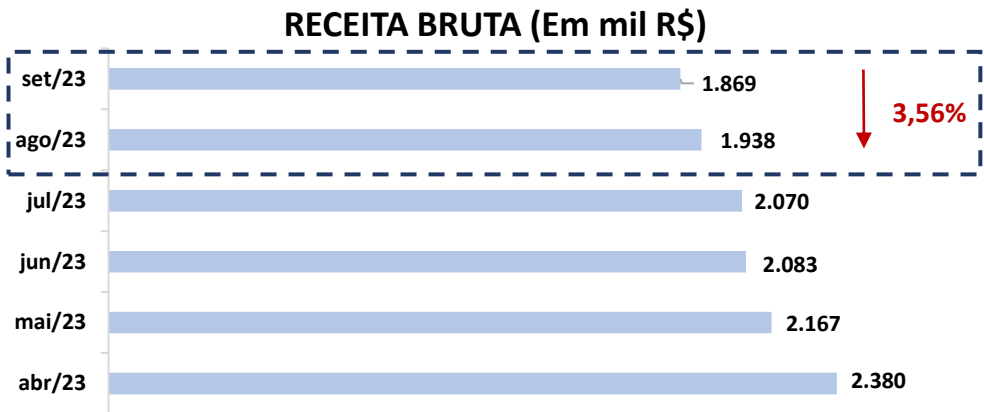 RECEITA BRUTA (Em mil R$)
set/23 1.869
3,56%
ago/23 1.938
jul/23 2.070
jun/23 2.083
mai/23 2.167
abr/23 2.380